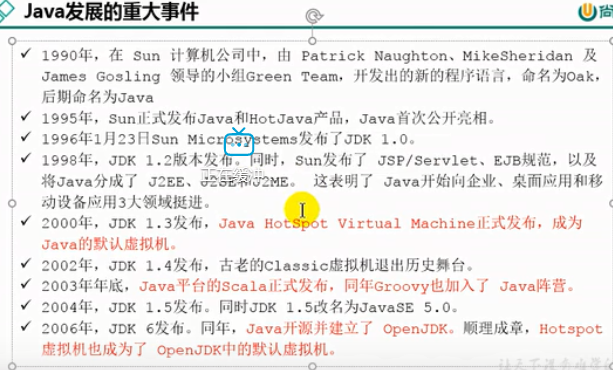 Java发展的重大事件
尚
✓ 1990年，在 Sun 计算机公司中，由 Patrick Naughton、MikeSheridan 及
James Gosling 领导的小组Green Team，开发出的新的程序语言，命名为Oak，
后期命名为Java
✓ 1995年，Sun正式发布Java和HotJava产品，Java首次公开亮相。
✓ 1996年1月23日Sun Microsystems发布了JDK 1.0。
✓ 1998年，JDK 1.2版本发布。同时，Sun发布了 JSP/Servlet、EJB规范，以及
正在缓冲
将Java分成了 J2EE、J2SE和J2ME。 这表明了 Java开始向企业、桌面应用和移
动设备应用3大领域挺进。
✓ 2000年，JDK 1.3发布，Java HotSpot Virtual Machine正式发布，成为
Java的默认虚拟机。
✓ 2002年，JDK 1.4发布，古老的Classic虚拟机退出历史舞台。
✓ 2003年年底，Java平台的Scala正式发布，同年Groovy也加入了 Java阵营。
✓ 2004年，JDK 1.5发布。同时JDK 1.5改名为JavaSE 5.0。
✓ 2006年，JDK 6发布。同年，Java开源并建立了 OpenJDK。顺理成章，Hotspot
虚拟机也成为了 OpenJDK中的默认虚拟机。